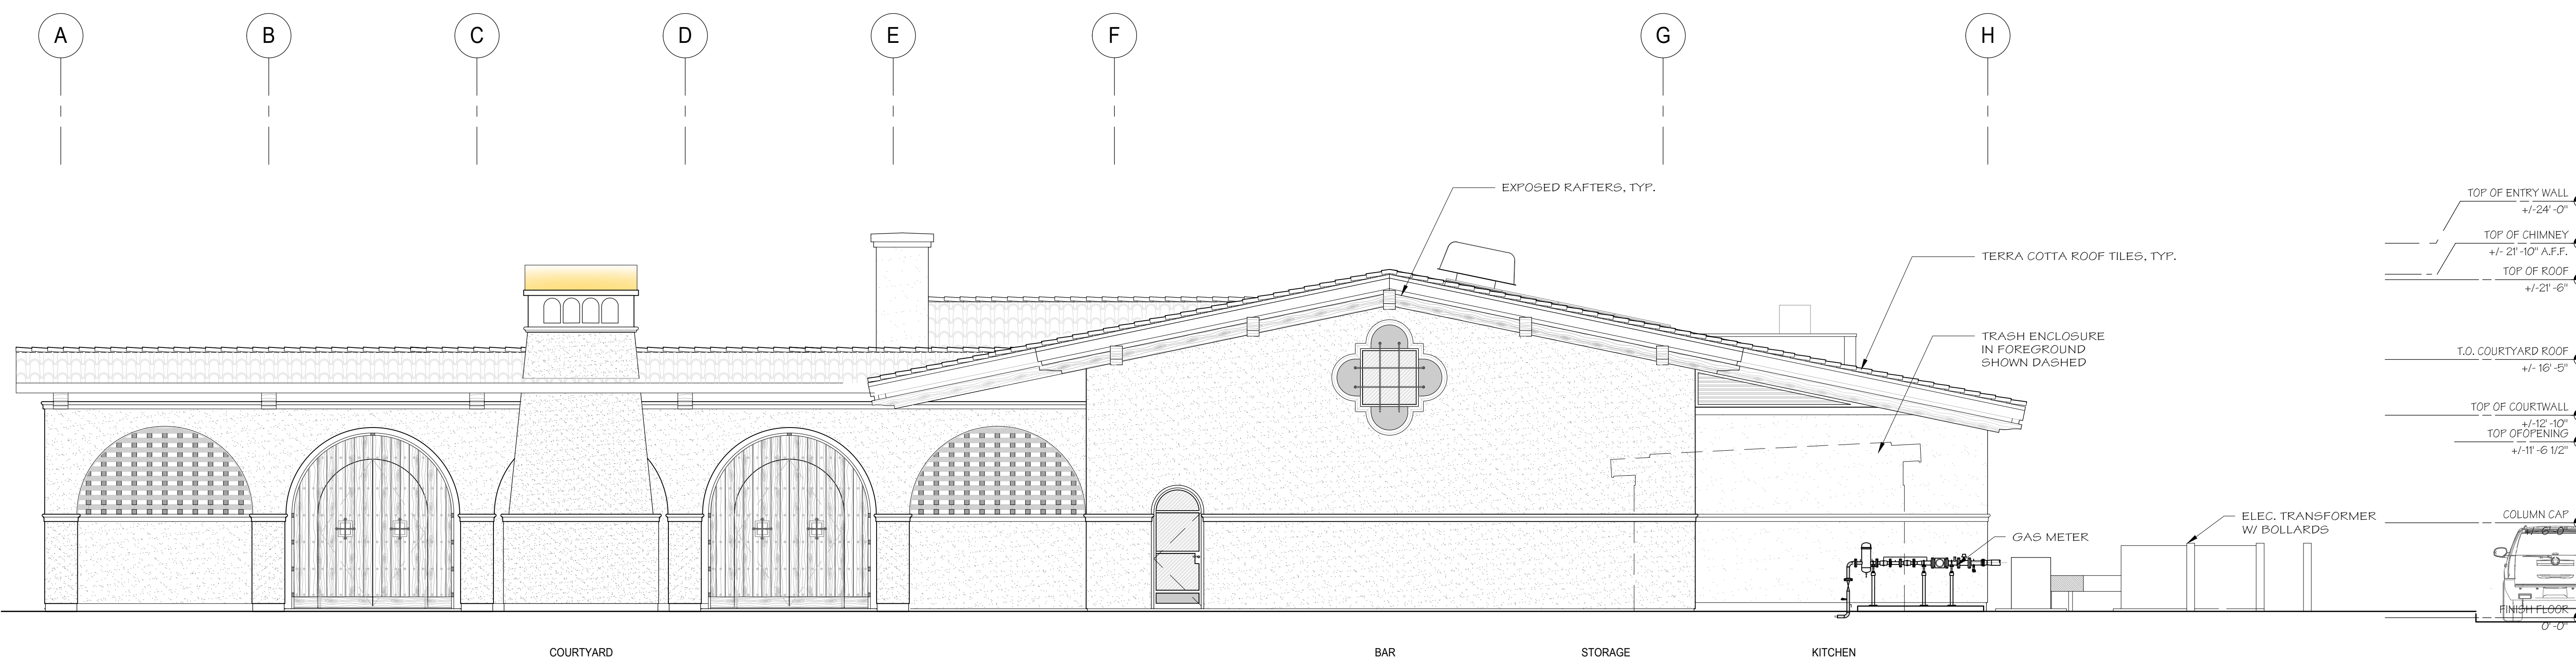 A B C D E F G H
EXPOSED RAFTERS, TYP.
TERRA COTTA ROOF TILES, TYP.
TRASH ENCLOSURE
IN FOREGROUND
SHOWN DASHED
GAS METER
ELEC. TRANSFORMER
W/ BOLLARDS
TOP OF ENTRY WALL
+/-24'-0"
TOP OF CHIMNEY
+/- 21'-10" A.F.F.
TOP OF ROOF
+/-21'-6"
T.O. COURTYARD ROOF
+/- 16'-5"
TOP OF COURTWALL
+/-12'-10"
TOP OFOPENING
+/-11'-6 1/2"
COLUMN CAP
+/-6'-0"
FINISH FLOOR
0'-0"
COURTYARD
BAR
STORAGE
KITCHEN